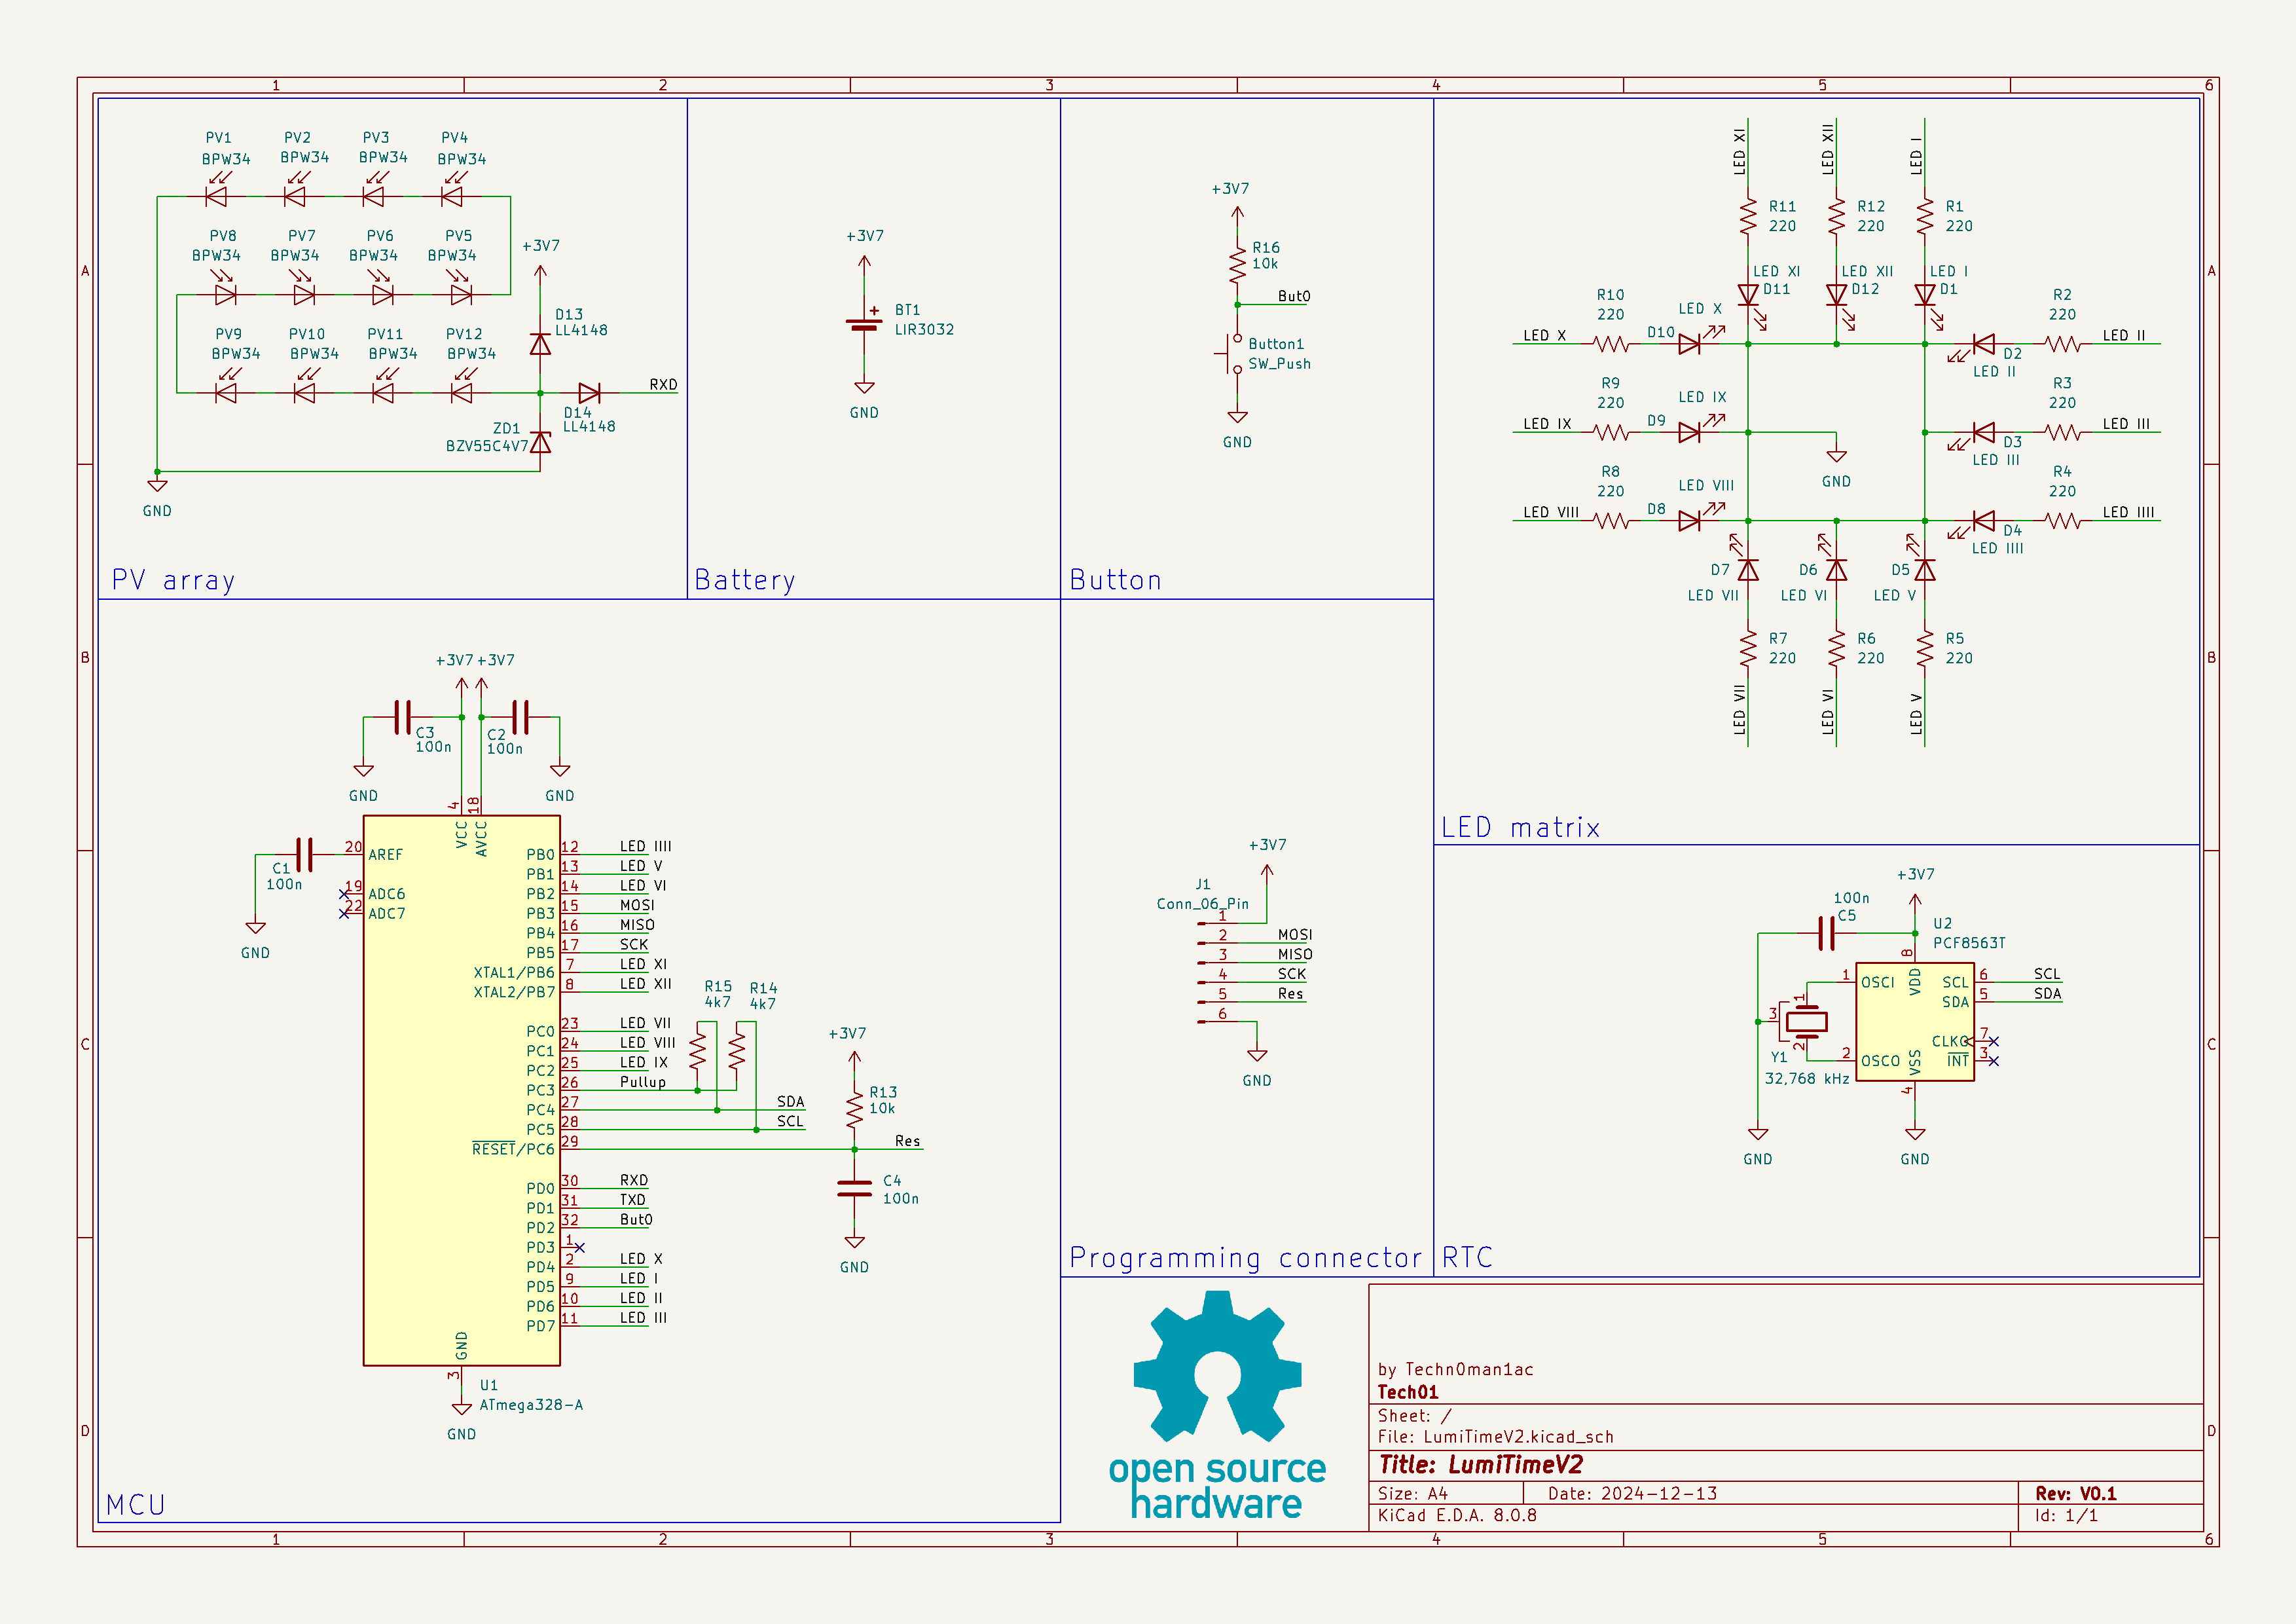 1 2 3 4 5 6
A
B
C
D
PV1 PV2 PV3 PV4
BPW34 BPW34 BPW34 BPW34
PV8 PV7 PV6 PV5
BPW34 BPW34 BPW34 BPW34
+3V7
D13
LL4148
PV9 PV10 PV11 PV12
BPW34 BPW34 BPW34 BPW34
RXD
D14
LL4148
ZD1
BZV55C4V7
GND
PV array
+3V7
BT1
LIR3032
GND
Battery
+3V7
R16
10k
But0
Button1
SW_Push
GND
Button
LED XI LED XII LED I
R11 R12 R1
220 220 220
LED XI LED XII LED I
D11 D12 D1
R10 LED X R2
220 220
LED X D10 LED II
D2
LED II
R9 LED IX R3
220 220
LED IX D9 LED III
D3
LED III
GND
R8 LED VIII R4
220 220
LED VIII D8 LED IIII
D4
LED IIII
D7 D6 D5
LED VII LED VI LED V
R7 R6 R5
220 220 220
LED VII LED VI LED V
LED matrix
+3V7 +3V7
C3 C2
100n 100n
GND GND
4 18
VCC AVCC
C1
100n
GND
20 AREF
19 ADC6
22 ADC7
PB0 12 LED IIII
PB1 13 LED V
PB2 14 LED VI
PB3 15 MOSI
PB4 16 MISO
PB5 17 SCK
XTAL1/PB6 7 LED XI
XTAL2/PB7 8 LED XII
PC0 23 LED VII
PC1 24 LED VIII
PC2 25 LED IX
PC3 26 Pullup
PC4 27 SDA
PC5 28 SCL
RESET/PC6 29 Res
R15 R14
4k7 4k7
+3V7
R13
10k
C4
100n
GND
PD0 30 RXD
PD1 31 TXD
PD2 32 But0
PD3 1
PD4 2 LED X
PD5 9 LED I
PD6 10 LED II
PD7 11 LED III
GND
3
U1
ATmega328-A
GND
MCU
+3V7
J1
Conn_06_Pin
1
2 MOSI
3 MISO
4 SCK
5 Res
6
GND
Programming connector
+3V7
100n
C5
U2
PCF8563T
8
VDD
1 OSCI
SCL 6 SCL
SDA 5 SDA
3
1
2
Y1
32,768 kHz
2 OSCO
CLKO 7
INT 3
VSS
4
GND GND
RTC
open source
hardware
by Techn0man1ac
Tech01
Sheet: /
File: LumiTimeV2.kicad_sch
Title: LumiTimeV2
Size: A4 Date: 2024-12-13 Rev: V0.1
KiCad E.D.A. 8.0.8 Id: 1/1
A
B
C
D
1 2 3 4 5 6